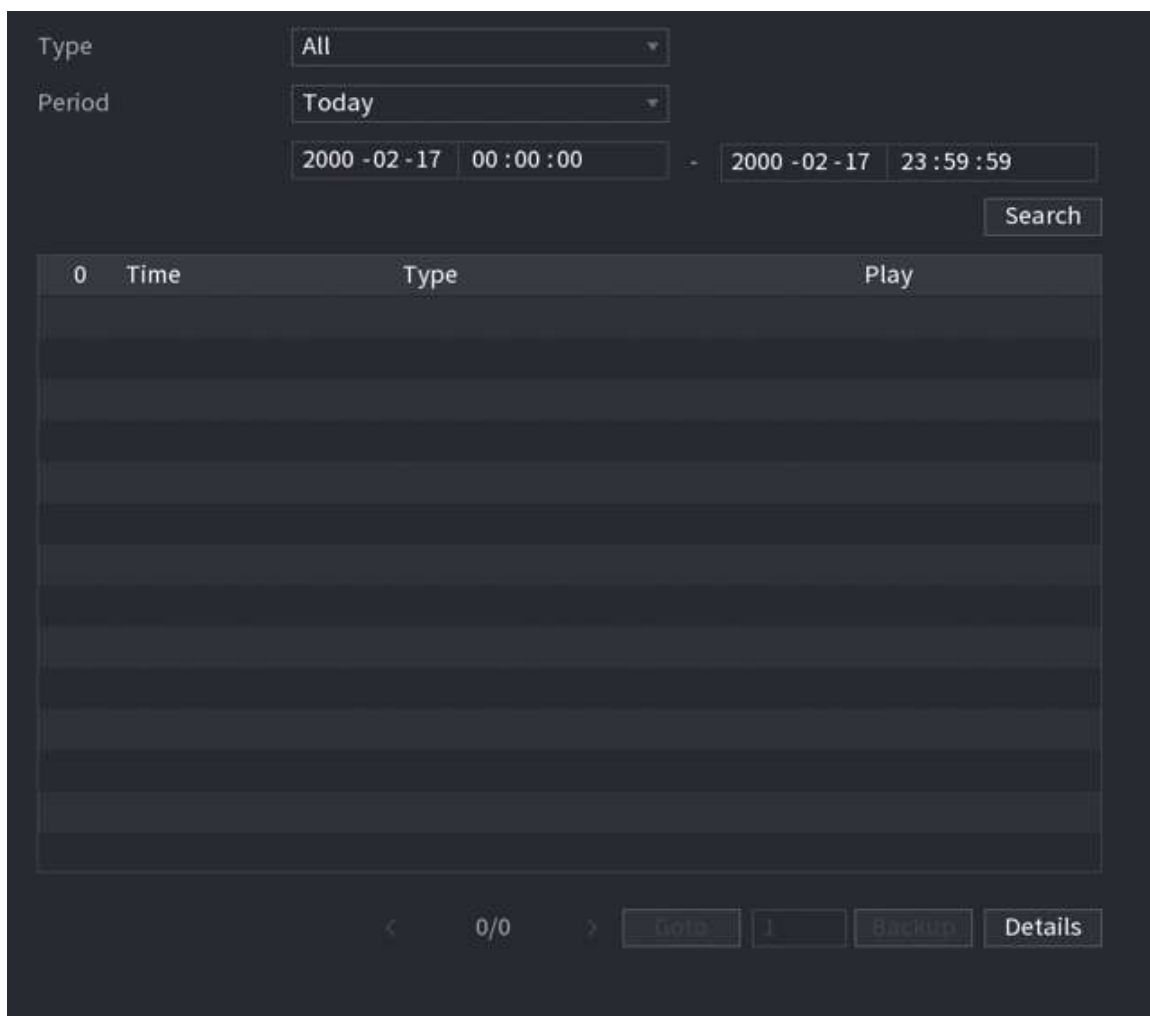 Type All
Period Today
2000 -02 -17 00 :00 :00 - 2000 -02 -17 23 :59 :59
Search
0 Time Type Play
< 0/0 > Goto 1 Backup Details